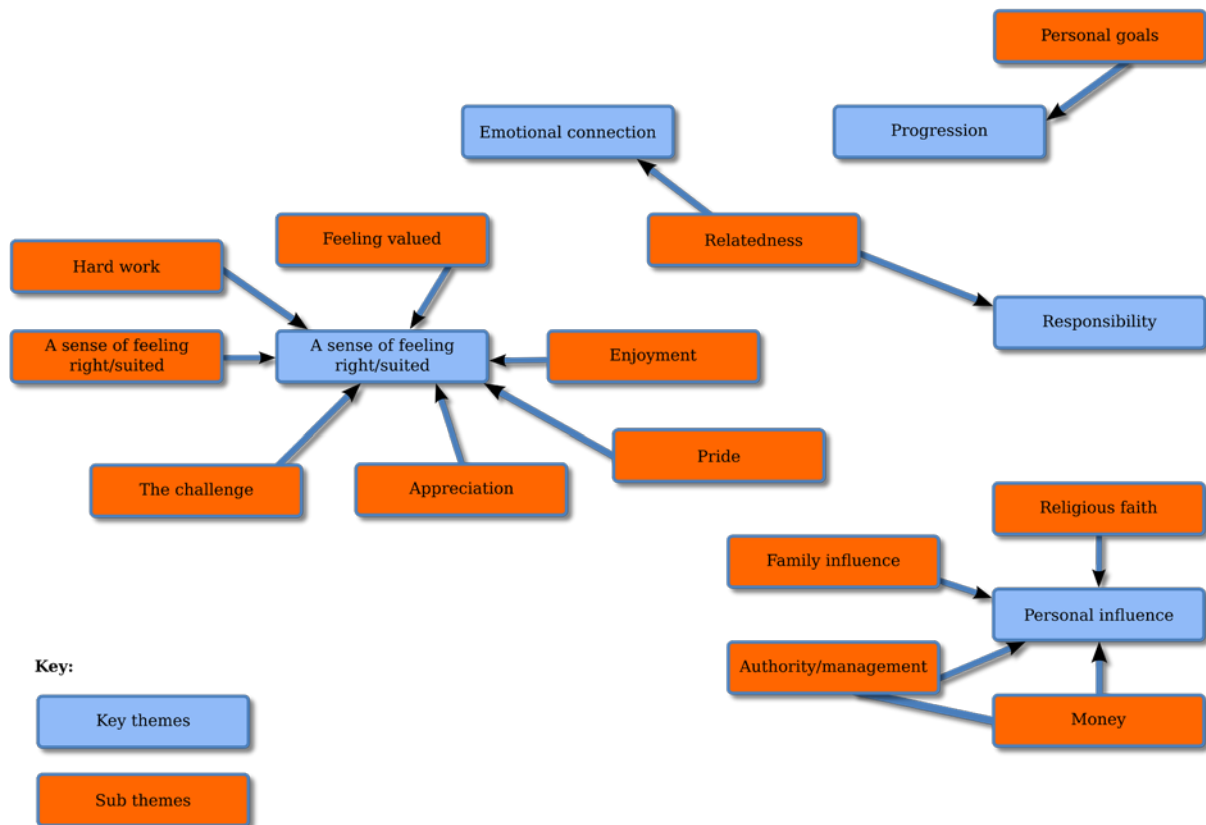 Personal goals
Emotional connection
Progression
Feeling valued
Relatedness
Hard work
Responsibility
A sense of feeling
right/suited
A sense of feeling
right/suited
Enjoyment
Pride
The challenge
Appreciation
Religious faith
Family influence
Personal influence
Authority/management
Money
Key:
Key themes
Sub themes